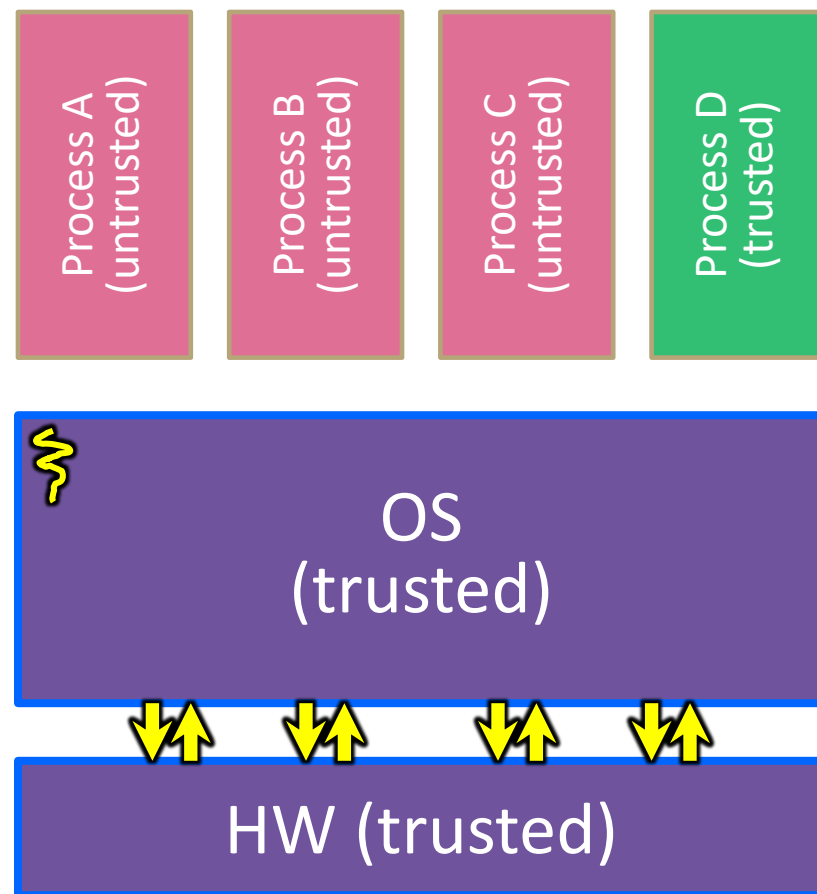 Process A
(untrusted)
Process B
(untrusted)
Process C
(untrusted)
Process D
(trusted)
OS
(trusted)
HW (trusted)